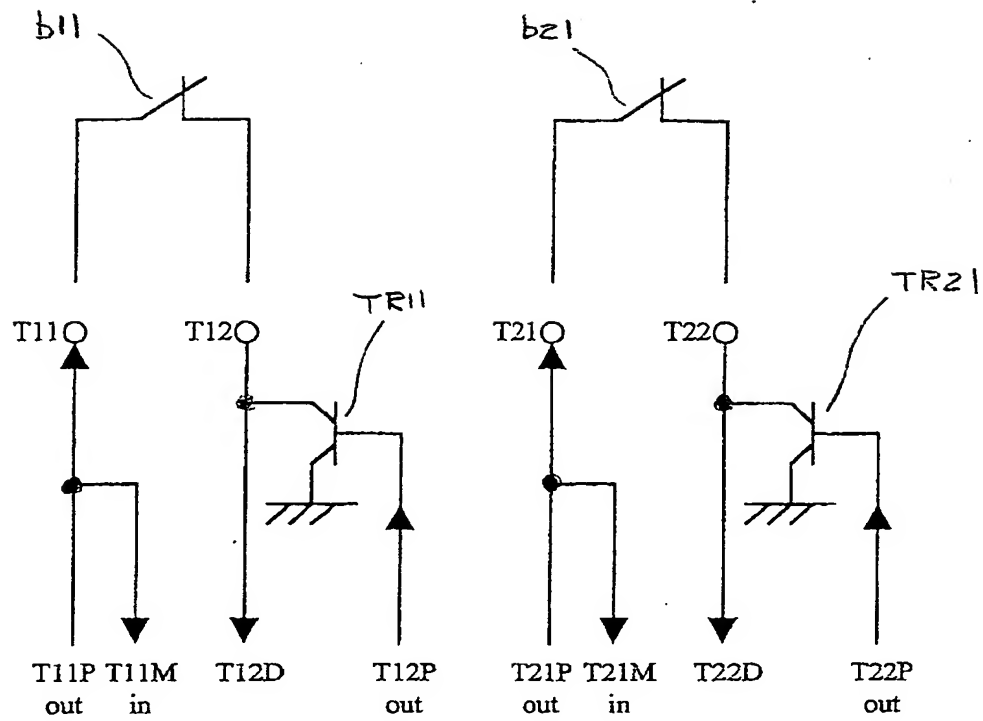 b11 b21
TR11 TR21
T11 T12 T21 T22
T11P T11M T12D T12P T21P T21M T22D T22P
out in out out in out